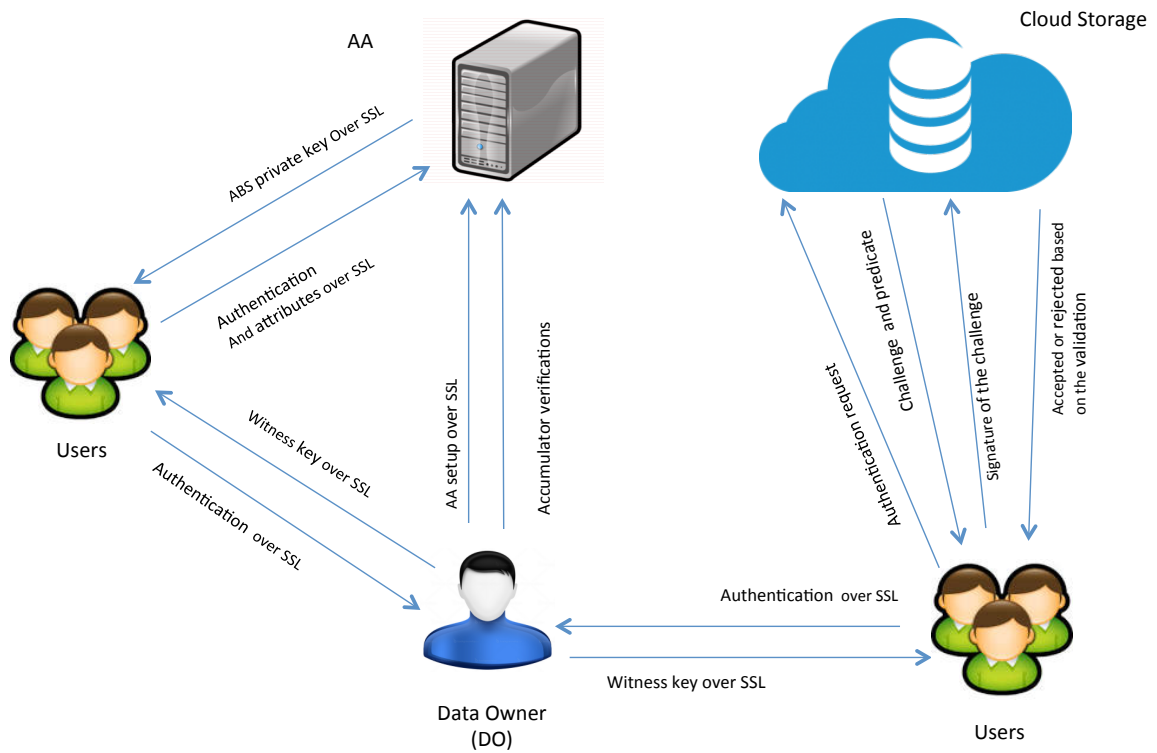 AA
Cloud Storage
ABS private key Over SSL
Authentication
And attributes over SSL
Users
Witness key over SSL
Authentication over SSL
AA setup over SSL
Accumulator verifications
Authentication request
Challenge and predicate
Signature of the challenge
Accepted or rejected based
on the validation
Authentication over SSL
Witness key over SSL
Data Owner
(DO)
Users